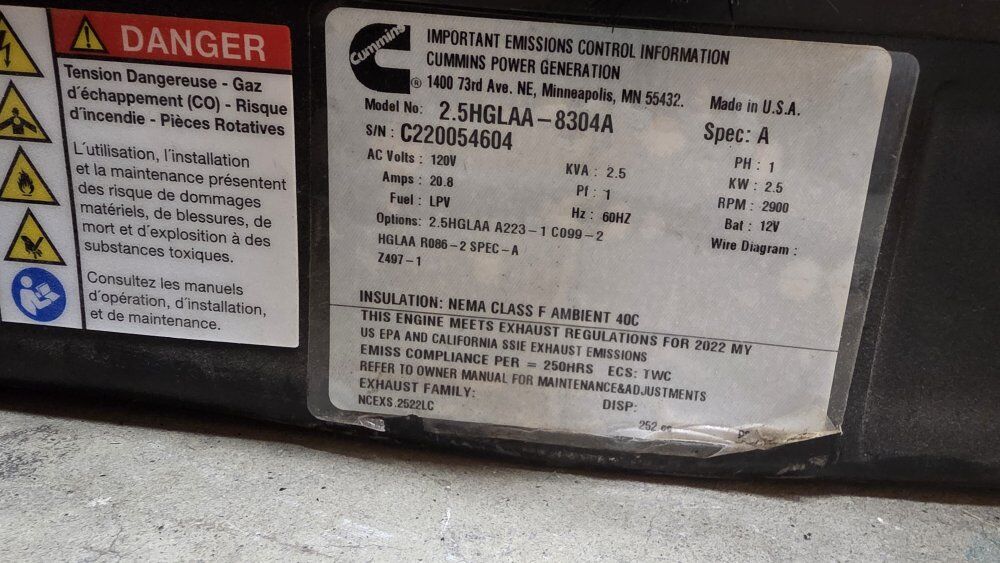 DANGER
Tension Dangereuse - Gaz
d'échappement (CO) - Risque
d'incendie - Pièces Rotatives
L'utilisation, l'installation
et la maintenance présentent
des risque de dommages
matériels, de blessures, de
mort et d'explosion à des
substances toxiques.
Consultez les manuels
d'opération, d'installation,
et de maintenance.
Cummins
®
IMPORTANT EMISSIONS CONTROL INFORMATION
CUMMINS POWER GENERATION
1400 73rd Ave. NE, Minneapolis, MN 55432. Made in U.S.A.
Model No: 2.5HGLAA-8304A Spec: A
S/N : C220054604
AC Volts : 120V KVA : 2.5 PH : 1
Amps : 20.8 Pf : 1 KW : 2.5
Fuel : LPV Hz : 60HZ RPM : 2900
Options: 2.5HGLAA A223-1 C099-2 Bat : 12V
HGLAA R086-2 SPEC-A Wire Diagram :
Z497-1
INSULATION: NEMA CLASS F AMBIENT 40C
THIS ENGINE MEETS EXHAUST REGULATIONS FOR 2022 MY
US EPA AND CALIFORNIA SSIE EXHAUST EMISSIONS
EMISS COMPLIANCE PER = 250HRS ECS: TWC
REFER TO OWNER MANUAL FOR MAINTENANCE&ADJUSTMENTS
EXHAUST FAMILY: DISP:
NCEXS.2522LC 252